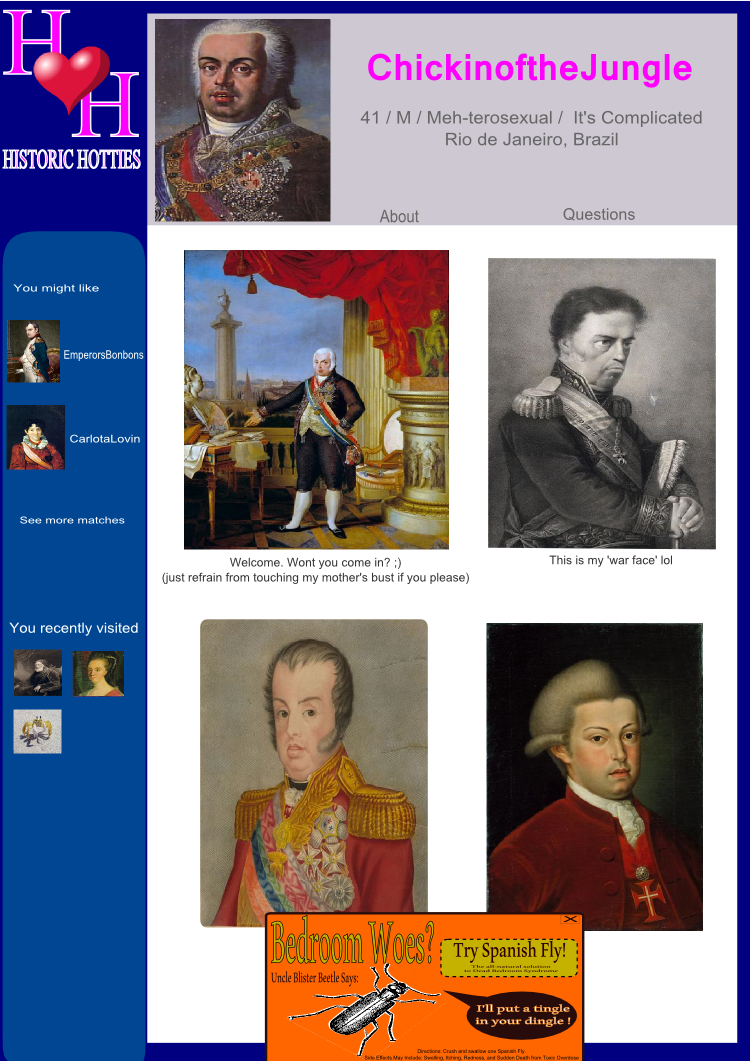 H
H
HISTORIC HOTTIES
ChickinoftheJungle
41 / M / Meh-terosexual / It's Complicated
Rio de Janeiro, Brazil
About
Questions
You might like
EmperorsBonbons
CarlotaLovin
See more matches
You recently visited
Welcome. Wont you come in? ;)
(just refrain from touching my mother's bust if you please)
This is my 'war face' lol
Bedroom Woes?
Uncle Blister Beetle Says:
Try Spanish Fly!
The all-natural solution
to Dead Bedroom Syndrome
I'll put a tingle
in your dingle !
Directions: Crush and swallow one Spanish Fly.
Side Effects May Include: Swelling, Itching, Redness, and Sudden Death from Toxic Overdose